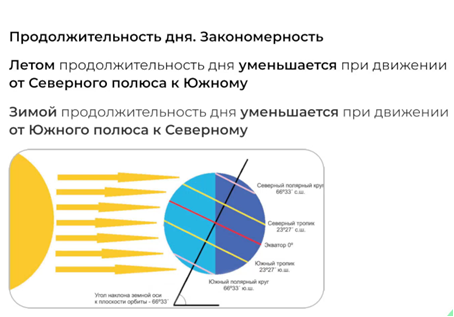 Продолжительность дня. Закономерность
Летом продолжительность дня уменьшается при движении
от Северного полюса к Южному
Зимой продолжительность дня уменьшается при движении
от Южного полюса к Северному
Северный полярный круг
66°33` с.ш.
Северный тропик
23°27` с.ш.
Экватор 0°
Южный тропик
23°27` ю.ш.
Южный полярный круг
66°33` ю.ш.
Угол наклона земной оси
к плоскости орбиты - 66°33`